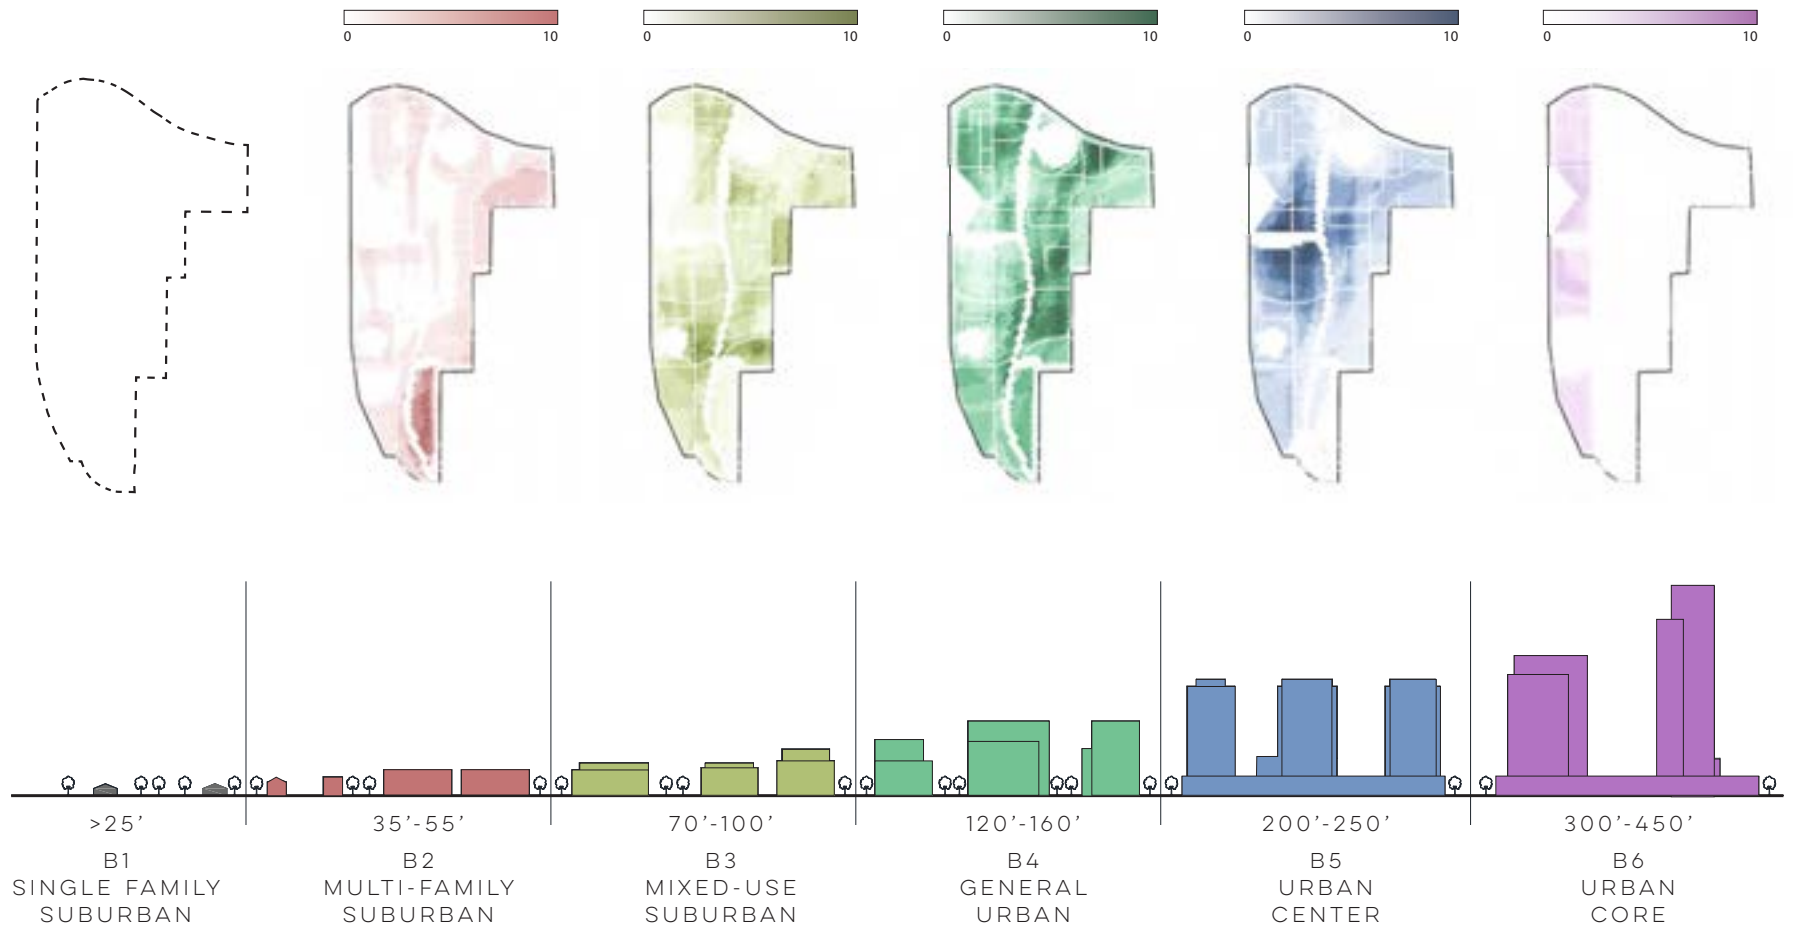 0 10 0 10 0 10 0 10 0 10
>25’ 35’-55’ 70’-100’ 120’-160’ 200’-250’ 300’-450’
B1 B2 B3 B4 B5 B6
SINGLE FAMILY MULTI-FAMILY MIXED-USE GENERAL URBAN URBAN
SUBURBAN SUBURBAN SUBURBAN URBAN CENTER CORE